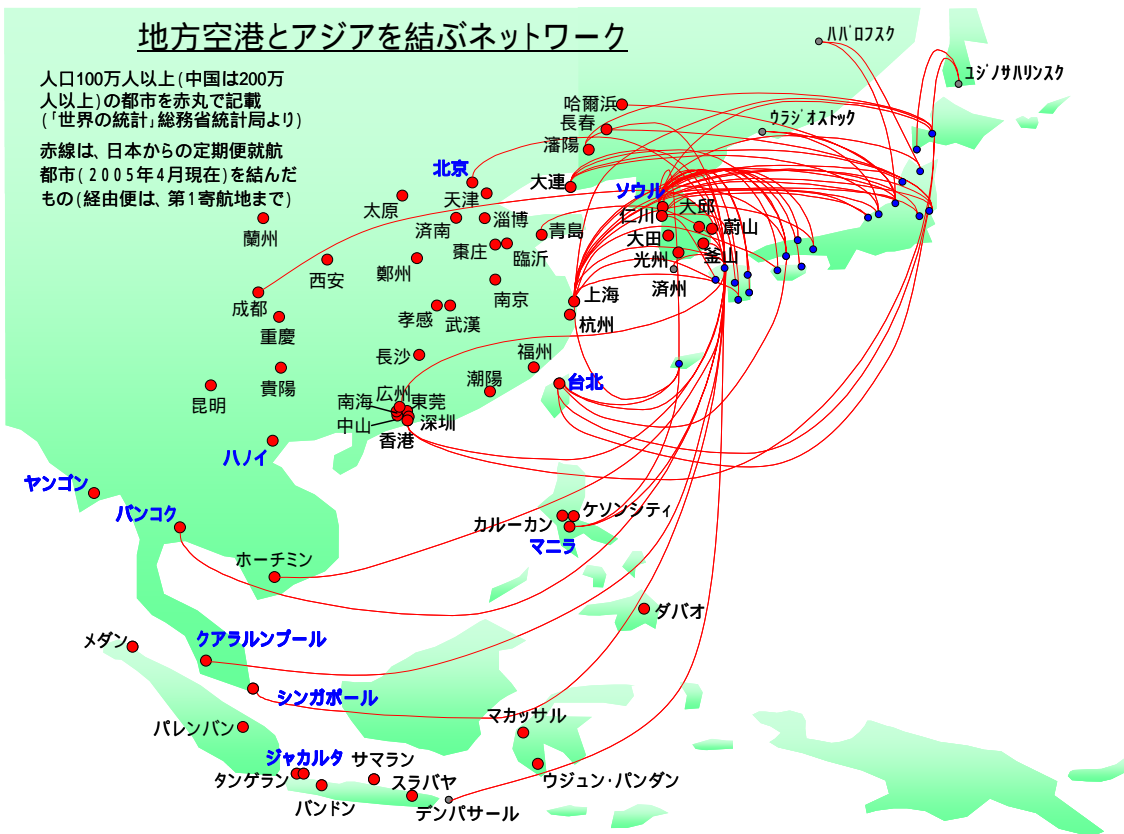 地方空港とアジアを結ぶネットワーク
人口100万人以上(中国は200万
人以上)の都市を赤丸で記載
(「世界の統計」総務省統計局より)
赤線は、日本からの定期便就航
都市(2005年4月現在)を結んだ
もの(経由便は、第1寄航地まで)
ハバロフスク
ユジノサハリンスク
哈爾浜
長春
瀋陽
ウラジオストック
北京
天津
大連
ソウル
太原
済南
淄博
仁川
大邱
蔚山
蘭州
棗庄
臨沂
青島
大田
釜山
西安
鄭州
光州
済州
成都
南京
上海
重慶
孝感
武漢
杭州
長沙
福州
貴陽
潮陽
台北
昆明
南海
広州
東莞
中山
深圳
香港
ハノイ
ヤンゴン
バンコク
カルーカン
ケソンシティ
マニラ
ホーチミン
ダバオ
メダン
クアラルンプール
シンガポール
パレンバン
マカッサル
ジャカルタ
タンゲラン
サマラン
スラバヤ
ウジュン・パンダン
バンドン
デンパサール